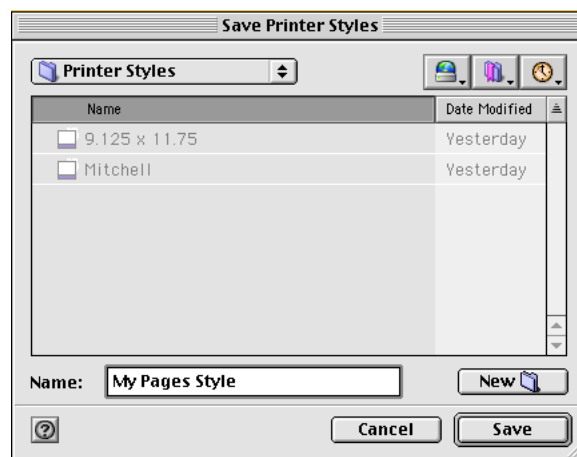 Save Printer Styles
Printer Styles
Name Date Modified
9.125 x 11.75 Yesterday
Mitchell Yesterday
Name: My Pages Style New
? Cancel Save